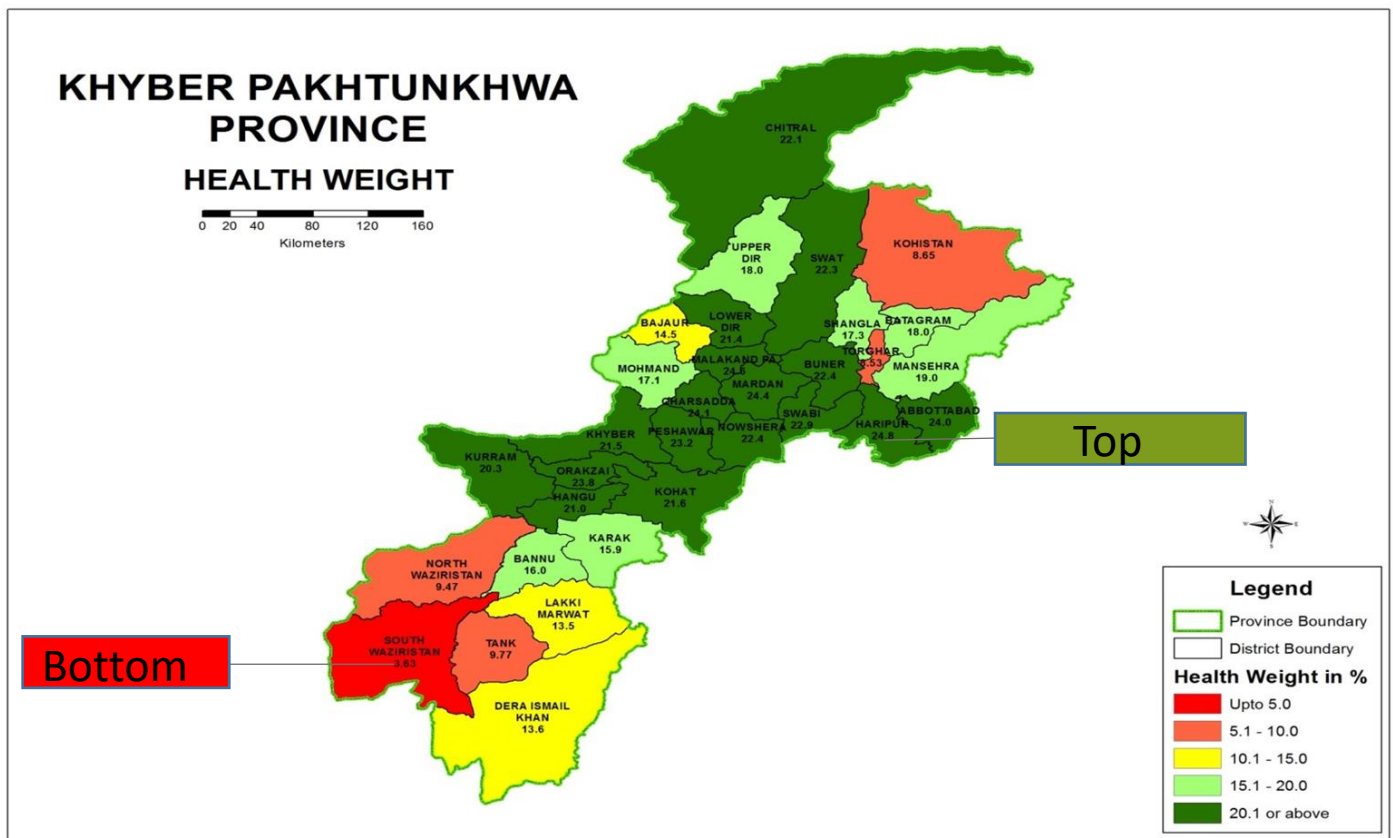 KHYBER PAKHTUNKHWA
PROVINCE
HEALTH WEIGHT
0 20 40 80 120 160
Kilometers
CHITRAL
22.1
KOHISTAN
8.65
UPPER
DIR
18.0
SWAT
22.3
BAJAUR
14.5
LOWER
DIR
21.4
SHANGLA
17.3
BATAGRAM
18.0
TORGHAR
MANSEHRA
19.0
MOHMAND
17.1
MALAKAND PA
BUNER
22.4
MARDAN
24.4
CHARSADDA
24.1
SWABI
22.9
ABBOTTABAD
24.0
HARIPUR
24.8
Top
KHYBER
21.5
PESHAWAR
23.2
NOWSHERA
22.4
KURRAM
20.3
ORAKZAI
23.8
HANGU
21.0
KOHAT
21.6
KARAK
15.9
BANNU
16.0
NORTH
WAZIRISTAN
9.47
LAKKI
MARWAT
13.5
SOUTH
WAZIRISTAN
3.63
TANK
9.77
Bottom
DERA ISMAIL
KHAN
13.6
N
W E
S
Legend
Province Boundary
District Boundary
Health Weight in %
Upto 5.0
5.1 - 10.0
10.1 - 15.0
15.1 - 20.0
20.1 or above